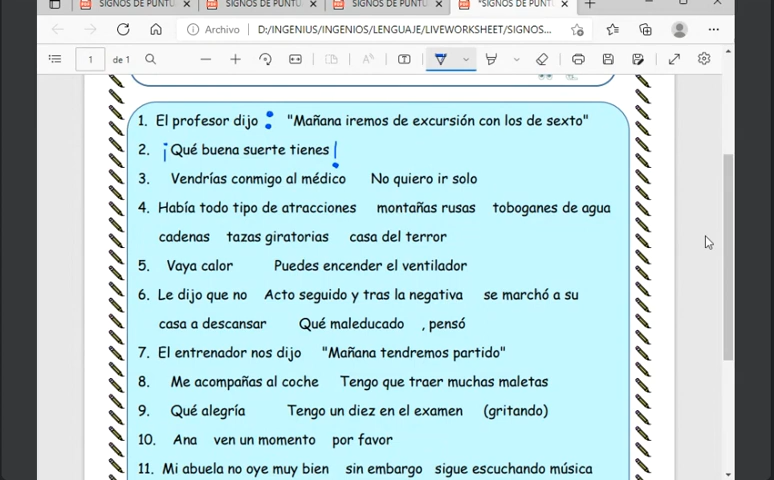 SIGNOS DE PUNTU SIGNOS DE PUNTU SIGNOS DE PUNTU *SIGNOS DE PUNT
Archivo D:/INGENIUS/INGENIOS/LENGUAJE/LIVEWORKSHEET/SIGNOS...
1 de 1
1. El profesor dijo : "Mañana iremos de excursión con los de sexto"
2. ¡Qué buena suerte tienes!
3. Vendrías conmigo al médico No quiero ir solo
4. Había todo tipo de atracciones montañas rusas toboganes de agua
cadenas tazas giratorias casa del terror
5. Vaya calor Puedes encender el ventilador
6. Le dijo que no Acto seguido y tras la negativa se marchó a su
casa a descansar Qué maleducado , pensó
7. El entrenador nos dijo "Mañana tendremos partido"
8. Me acompañas al coche Tengo que traer muchas maletas
9. Qué alegría Tengo un diez en el examen (gritando)
10. Ana ven un momento por favor
11. Mi abuela no oye muy bien sin embargo sigue escuchando música